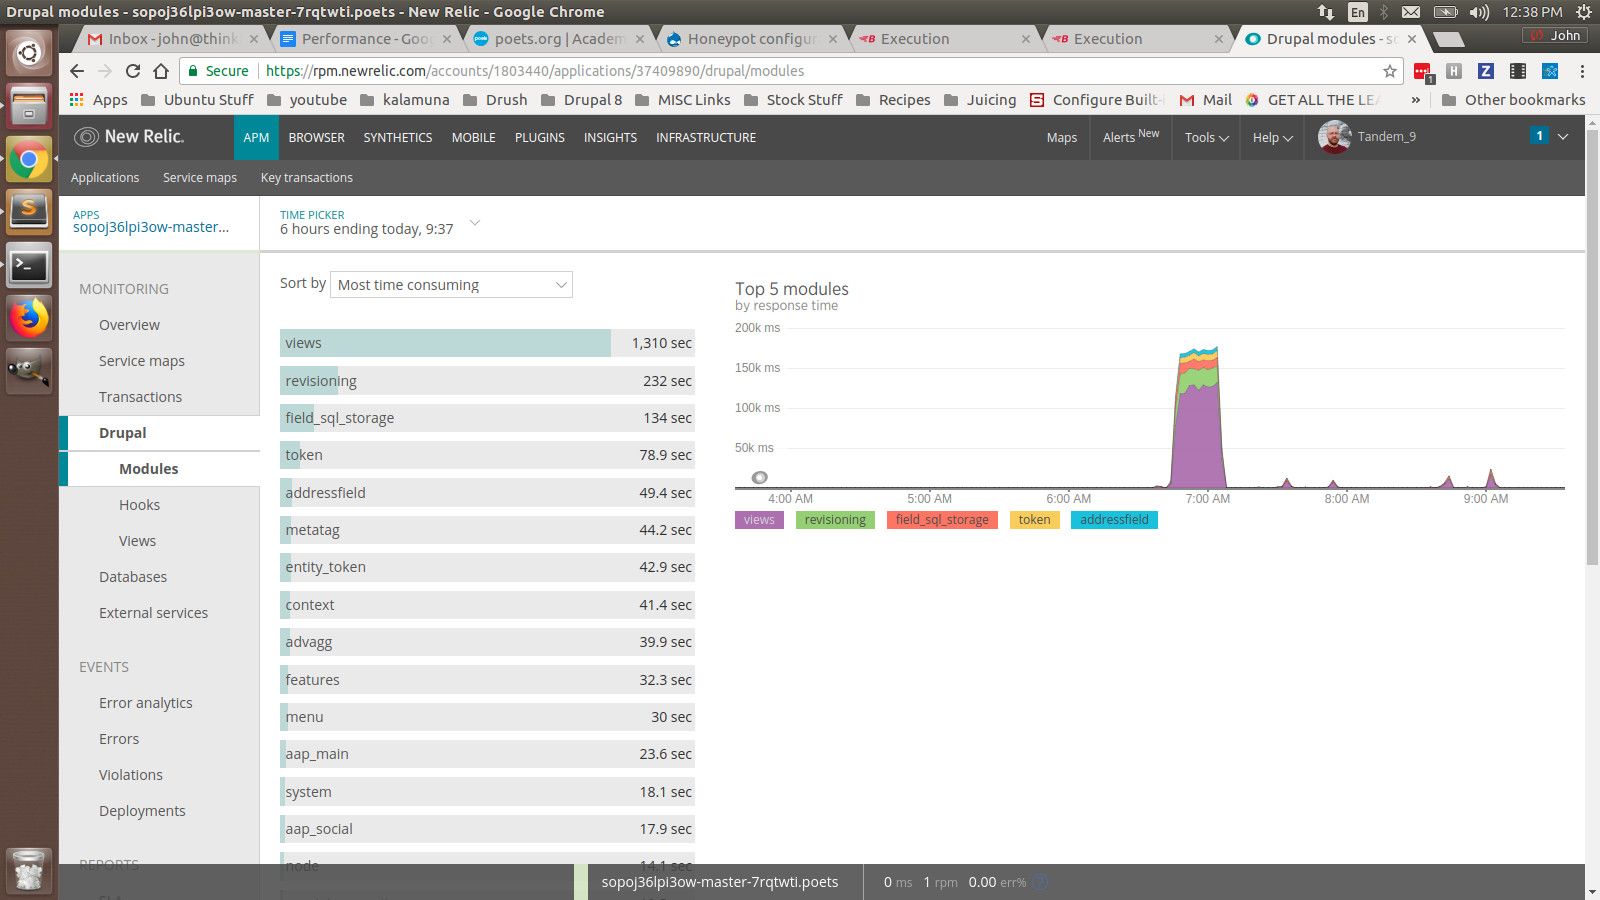 Drupal modules - sopoj36lpi3ow-master-7rqtwti.poets - New Relic - Google Chrome
En 12:38 PM
Inbox - john@think
Performance - Goo
poets.org | Academ
Honeypot configur
Execution
Execution
Drupal modules - so
John
Secure https://rpm.newrelic.com/accounts/1803440/applications/37409890/drupal/modules
Apps Ubuntu Stuff youtube kalamuna Drush Drupal 8 MISC Links Stock Stuff Recipes Juicing Configure Built-i Mail GET ALL THE LEA » Other bookmarks
New Relic. APM BROWSER SYNTHETICS MOBILE PLUGINS INSIGHTS INFRASTRUCTURE Maps Alerts New Tools Help Tandem_9 1
Applications Service maps Key transactions
APPS
sopoj36lpi3ow-master...
TIME PICKER
6 hours ending today, 9:37
MONITORING
Overview
Service maps
Transactions
Drupal
Modules
Hooks
Views
Databases
External services
EVENTS
Error analytics
Errors
Violations
Deployments
REPORTS
Sort by Most time consuming
views 1,310 sec
revisioning 232 sec
field_sql_storage 134 sec
token 78.9 sec
addressfield 49.4 sec
metatag 44.2 sec
entity_token 42.9 sec
context 41.4 sec
advagg 39.9 sec
features 32.3 sec
menu 30 sec
aap_main 23.6 sec
system 18.1 sec
aap_social 17.9 sec
node 14.1 sec
Top 5 modules
by response time
200k ms
150k ms
100k ms
50k ms
4:00 AM 5:00 AM 6:00 AM 7:00 AM 8:00 AM 9:00 AM
views revisioning field_sql_storage token addressfield
sopoj36lpi3ow-master-7rqtwti.poets 0 ms 1 rpm 0.00 err% ?